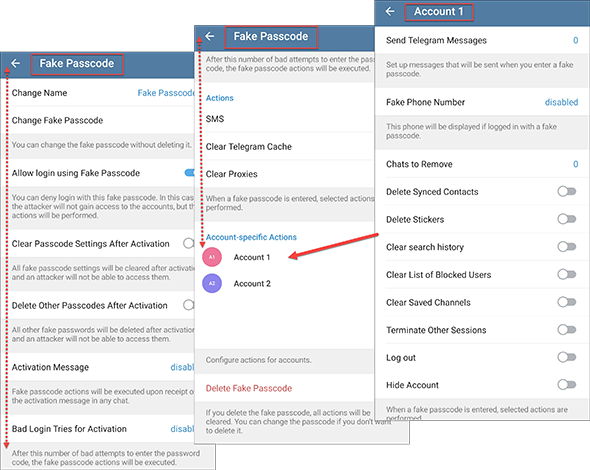 Fake Passcode
Change Name Fake Passcod
Change Fake Passcode
You can change the fake passcode without deleting it.
Allow login using Fake Passcode
You can deny login with this fake passcode. In this cas
the attacker will not gain access to the accounts, but th
actions will be performed.
Clear Passcode Settings After Activation
All fake passcode settings will be cleared after activat
and an attacker will not be able to access them.
Delete Other Passcodes After Activation
All other fake passwords will be deleted after activation
and an attacker will not be able to access them.
Activation Message disabl
Fake passcode actions will be executed upon receipt o
the activation message in any chat.
Bad Login Tries for Activation disabl
After this number of bad attempts to enter the password
code, the fake passcode actions will be executed.
Fake Passcode
After this number of bad attempts to enter the passw
code, the fake passcode actions will be executed.
Actions
SMS
Clear Telegram Cache
Clear Proxies
When a fake passcode is entered, selected actions
performed.
Account-specific Actions
A1 Account 1
A2 Account 2
Configure actions for accounts.
Delete Fake Passcode
If you delete the fake passcode, all actions will be
cleared. You can change the passcode if you don't want
to delete it.
Account 1
Send Telegram Messages 0
Set up messages that will be sent when you enter a fake
passcode.
Fake Phone Number disabled
This phone will be displayed if logged in with a fake
passcode.
Chats to Remove 0
Delete Synced Contacts
Delete Stickers
Clear search history
Clear List of Blocked Users
Clear Saved Channels
Terminate Other Sessions
Log out
Hide Account
When a fake passcode is entered, selected actions are
performed.